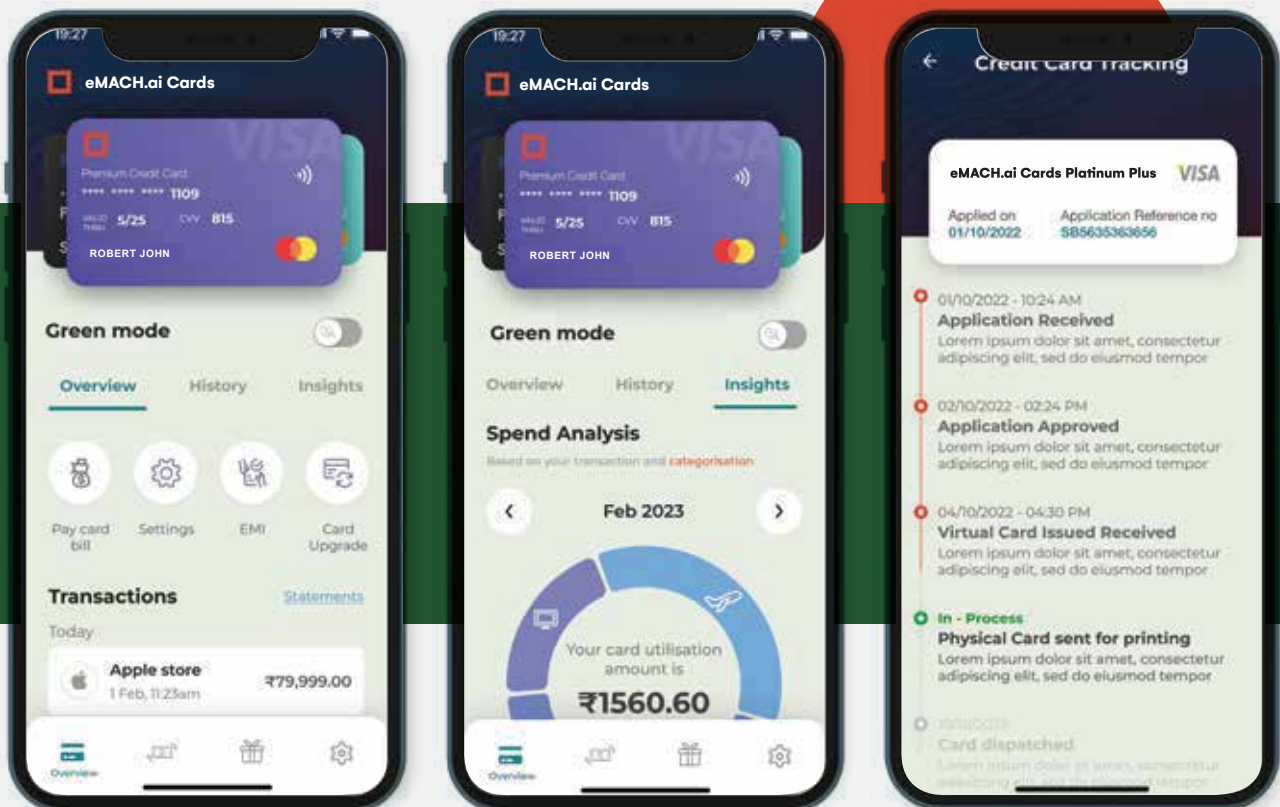 19:27
eMACH.ai Cards
VISA
Premium Credit Card
**** **** **** 1109
VALID THRU 5/25 CVV 815
ROBERT JOHN
Green mode
Overview History Insights
Pay card bill
Settings
EMI
Card Upgrade
Transactions Statements
Today
Apple store
1 Feb, 11:23am
₹79,999.00
Overview
19:27
eMACH.ai Cards
VISA
Premium Credit Card
**** **** **** 1109
VALID THRU 5/25 CVV 815
ROBERT JOHN
Green mode
Overview History Insights
Spend Analysis
Based on your transaction and categorisation
Feb 2023
Your card utilisation
amount is
₹1560.60
Overview
Credit Card Tracking
eMACH.ai Cards Platinum Plus VISA
Applied on Application Reference no
01/10/2022 SB5635363656
01/10/2022 - 10:24 AM
Application Received
Lorem ipsum dolor sit amet, consectetur
adipiscing elit, sed do eiusmod tempor
02/10/2022 - 02:24 PM
Application Approved
Lorem ipsum dolor sit amet, consectetur
adipiscing elit, sed do eiusmod tempor
04/10/2022 - 04:30 PM
Virtual Card Issued Received
Lorem ipsum dolor sit amet, consectetur
adipiscing elit, sed do eiusmod tempor
In - Process
Physical Card sent for printing
Lorem ipsum dolor sit amet, consectetur
adipiscing elit, sed do eiusmod tempor
Card dispatched
Lorem ipsum dolor sit amet, consectetur